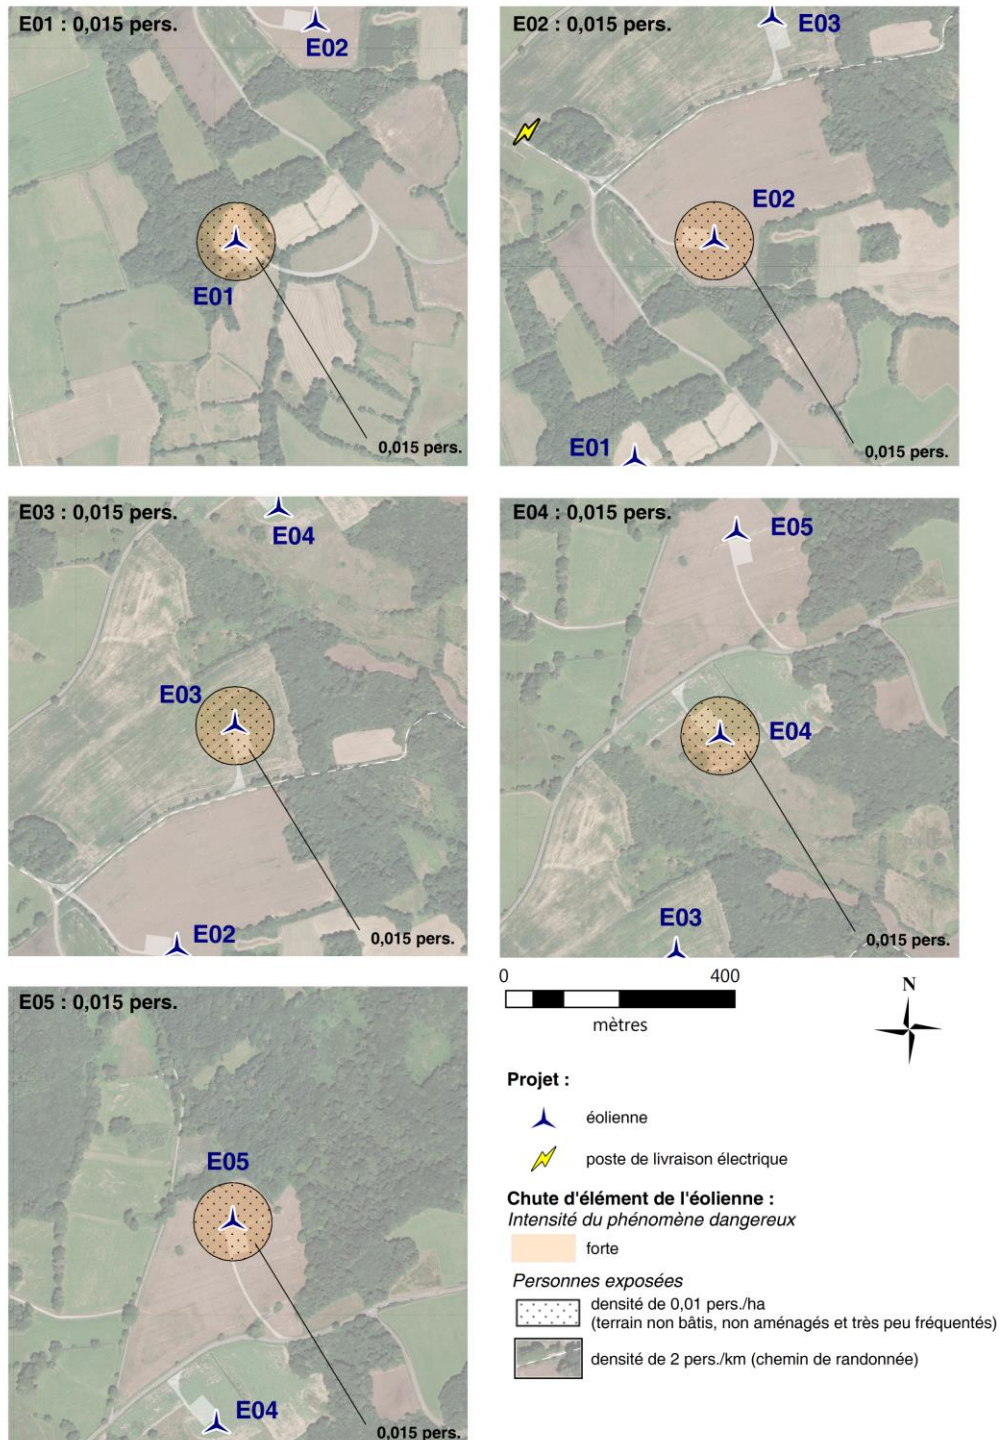 E01 : 0,015 pers.
E02
E01
0,015 pers.
E02 : 0,015 pers.
E03
E02
E01
0,015 pers.
E03 : 0,015 pers.
E04
E03
E02
0,015 pers.
E04 : 0,015 pers.
E05
E04
E03
0,015 pers.
E05 : 0,015 pers.
E05
E04
0,015 pers.
0 400
mètres
N
Projet :
éolienne
poste de livraison électrique
Chute d'élément de l'éolienne :
Intensité du phénomène dangereux
forte
Personnes exposées
densité de 0,01 pers./ha
(terrain non bâtis, non aménagés et très peu fréquentés)
densité de 2 pers./km (chemin de randonnée)